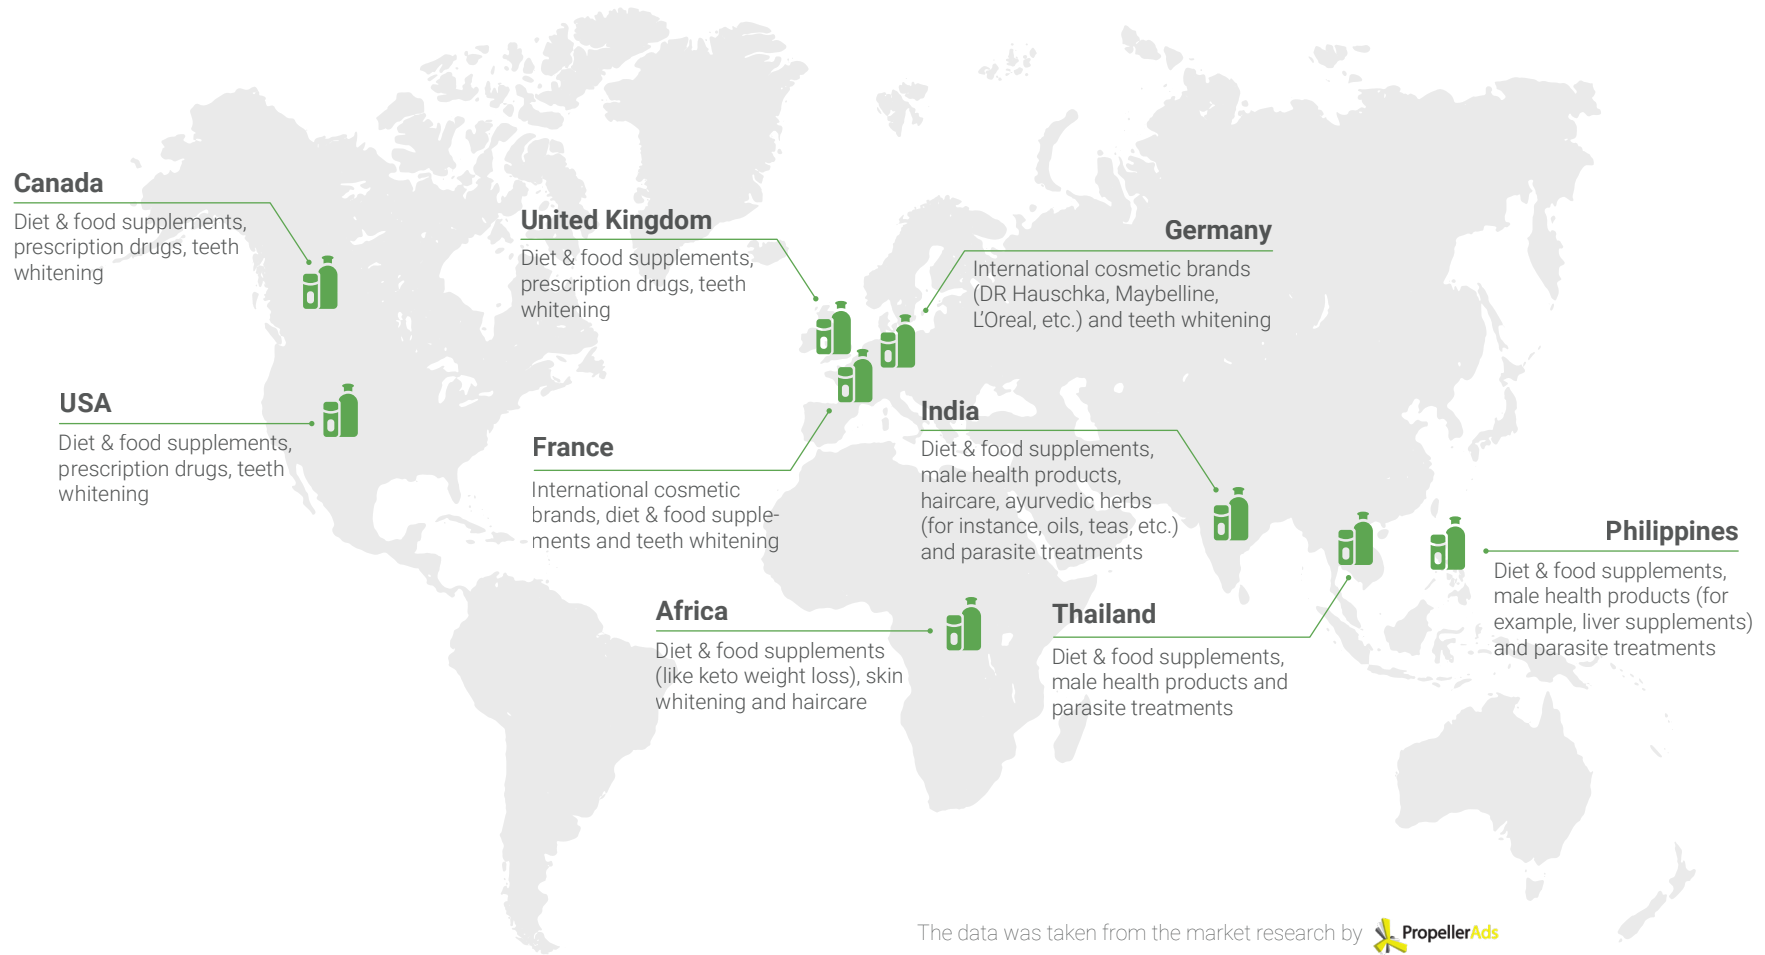 Canada
Diet & food supplements,
prescription drugs, teeth
whitening
United Kingdom
Diet & food supplements,
prescription drugs, teeth
whitening
Germany
International cosmetic brands
(DR Hauschka, Maybelline,
L'Oreal, etc.) and teeth whitening
USA
Diet & food supplements,
prescription drugs, teeth
whitening
France
International cosmetic
brands, diet & food supple-
ments and teeth whitening
India
Diet & food supplements,
male health products,
haircare, ayurvedic herbs
(for instance, oils, teas, etc.)
and parasite treatments
Philippines
Diet & food supplements,
male health products (for
example, liver supplements)
and parasite treatments
Africa
Diet & food supplements
(like keto weight loss), skin
whitening and haircare
Thailand
Diet & food supplements,
male health products and
parasite treatments
The data was taken from the market research by PropellerAds